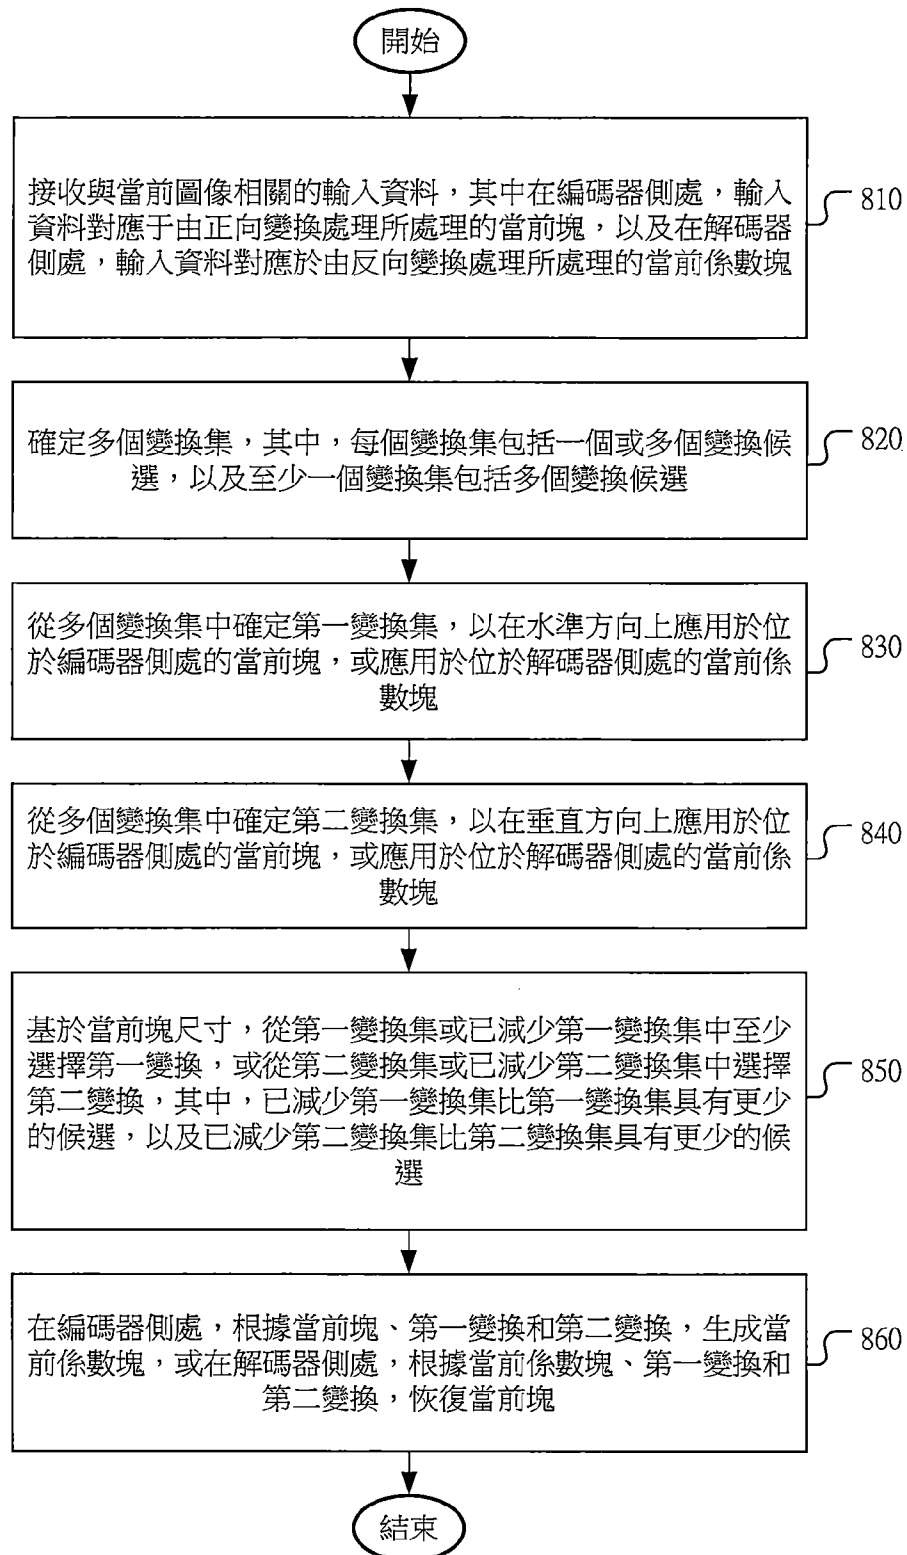 開始
接收與當前圖像相關的輸入資料，其中在編碼器側處，輸入
資料對應于由正向變換處理所處理的當前塊，以及在解碼器
側處，輸入資料對應於由反向變換處理所處理的當前係數塊
810
確定多個變換集，其中，每個變換集包括一個或多個變換候
選，以及至少一個變換集包括多個變換候選
820
從多個變換集中確定第一變換集，以在水準方向上應用於位
於編碼器側處的當前塊，或應用於位於解碼器側處的當前係
數塊
830
從多個變換集中確定第二變換集，以在垂直方向上應用於位
於編碼器側處的當前塊，或應用於位於解碼器側處的當前係
數塊
840
基於當前塊尺寸，從第一變換集或已減少第一變換集中至少
選擇第一變換，或從第二變換集或已減少第二變換集中選擇
第二變換，其中，已減少第一變換集比第一變換集具有更少
的候選，以及已減少第二變換集比第二變換集具有更少的候
選
850
在編碼器側處，根據當前塊、第一變換和第二變換，生成當
前係數塊，或在解碼器側處，根據當前係數塊、第一變換和
第二變換，恢復當前塊
860
結束